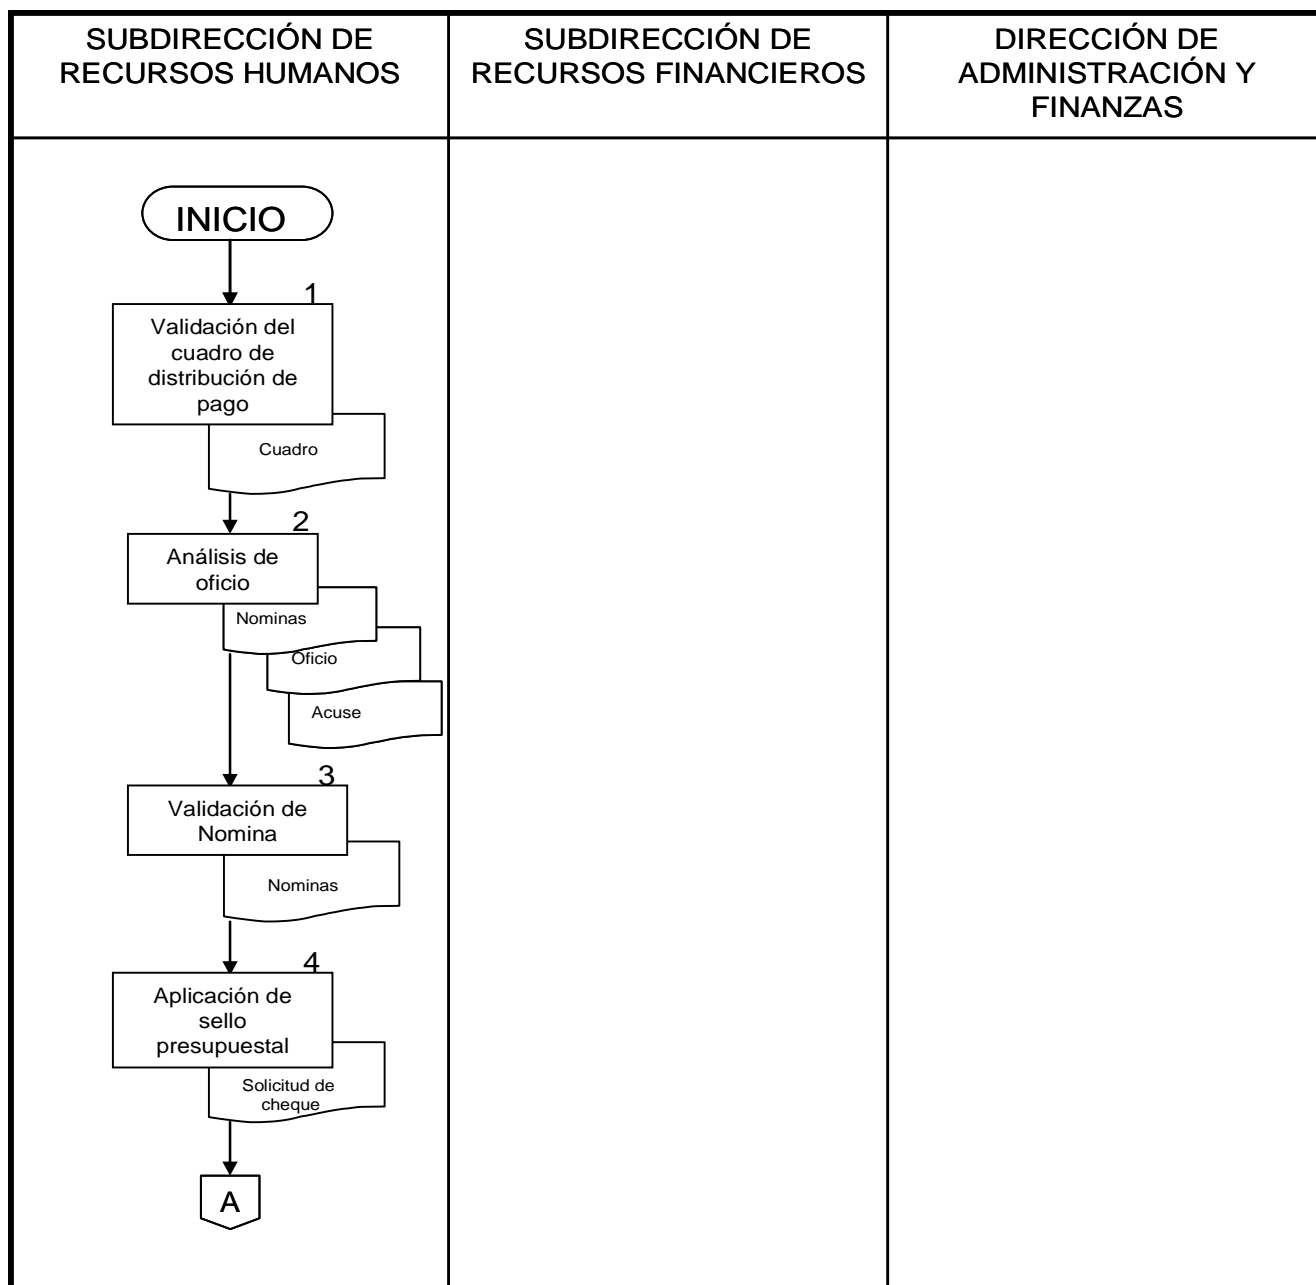 SUBDIRECCIÓN DE
RECURSOS HUMANOS
SUBDIRECCIÓN DE
RECURSOS FINANCIEROS
DIRECCIÓN DE
ADMINISTRACIÓN Y
FINANZAS
INICIO
1
Validación del
cuadro de
distribución de
pago
Cuadro
2
Análisis de
oficio
Nominas
Oficio
Acuse
3
Validación de
Nomina
Nominas
4
Aplicación de
sello
presupuestal
Solicitud de
cheque
A